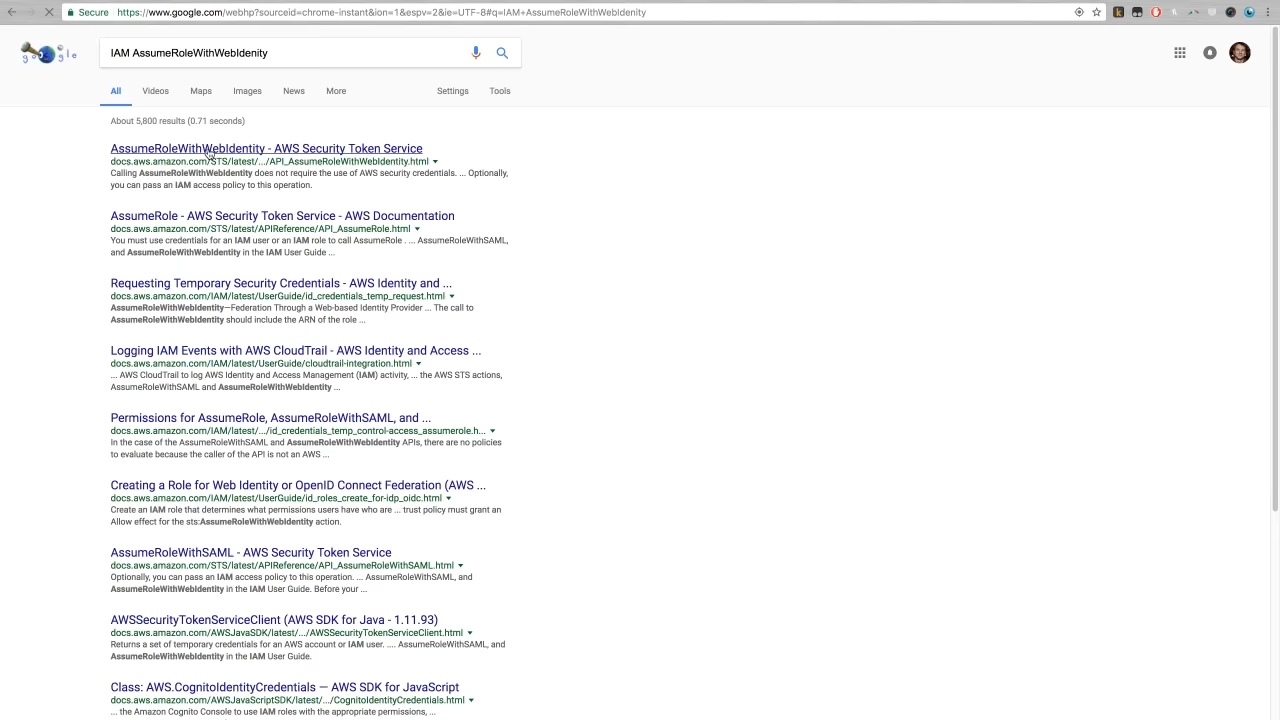 Secure https://www.google.com/webhp?sourceid=chrome-instant&ion=1&espv=2&ie=UTF-8#q=IAM+AssumeRoleWithWebIdenity
IAM AssumeRoleWithWebIdenity
All Videos Maps Images News More Settings Tools
About 5,800 results (0.71 seconds)
AssumeRoleWithWebIdentity - AWS Security Token Service
docs.aws.amazon.com/STS/latest/.../API_AssumeRoleWithWebIdentity.html
Calling AssumeRoleWithWebIdentity does not require the use of AWS security credentials. ... Optionally,
you can pass an IAM access policy to this operation.
AssumeRole - AWS Security Token Service - AWS Documentation
docs.aws.amazon.com/STS/latest/APIReference/API_AssumeRole.html
You must use credentials for an IAM user or an IAM role to call AssumeRole . ... AssumeRoleWithSAML,
and AssumeRoleWithWebIdentity in the IAM User Guide ...
Requesting Temporary Security Credentials - AWS Identity and ...
docs.aws.amazon.com/IAM/latest/UserGuide/id_credentials_temp_request.html
AssumeRoleWithWebIdentity—Federation Through a Web-based Identity Provider ... The call to
AssumeRoleWithWebIdentity should include the ARN of the role ...
Logging IAM Events with AWS CloudTrail - AWS Identity and Access ...
docs.aws.amazon.com/IAM/latest/UserGuide/cloudtrail-integration.html
... AWS CloudTrail to log AWS Identity and Access Management (IAM) activity, ... the AWS STS actions,
AssumeRoleWithSAML and AssumeRoleWithWebIdentity ...
Permissions for AssumeRole, AssumeRoleWithSAML, and ...
docs.aws.amazon.com/IAM/latest/.../id_credentials_temp_control-access_assumerole.h...
In the case of the AssumeRoleWithSAML and AssumeRoleWithWebIdentity APIs, there are no policies
to evaluate because the caller of the API is not an AWS ...
Creating a Role for Web Identity or OpenID Connect Federation (AWS ...
docs.aws.amazon.com/IAM/latest/UserGuide/id_roles_create_for-idp_oidc.html
Create an IAM role that determines what permissions users have who are ... trust policy must grant an
Allow effect for the sts:AssumeRoleWithWebIdentity action.
AssumeRoleWithSAML - AWS Security Token Service
docs.aws.amazon.com/STS/latest/APIReference/API_AssumeRoleWithSAML.html
Optionally, you can pass an IAM access policy to this operation. ... AssumeRoleWithSAML, and
AssumeRoleWithWebIdentity in the IAM User Guide. Before your ...
AWSSecurityTokenServiceClient (AWS SDK for Java - 1.11.93)
docs.aws.amazon.com/AWSJavaSDK/latest/.../AWSSecurityTokenServiceClient.html
Returns a set of temporary credentials for an AWS account or IAM user. .... AssumeRoleWithSAML, and
AssumeRoleWithWebIdentity in the IAM User Guide.
Class: AWS.CognitoIdentityCredentials — AWS SDK for JavaScript
docs.aws.amazon.com/AWSJavaScriptSDK/latest/.../CognitoIdentityCredentials.html
... the Amazon Cognito Console to use IAM roles with the appropriate permissions, ...